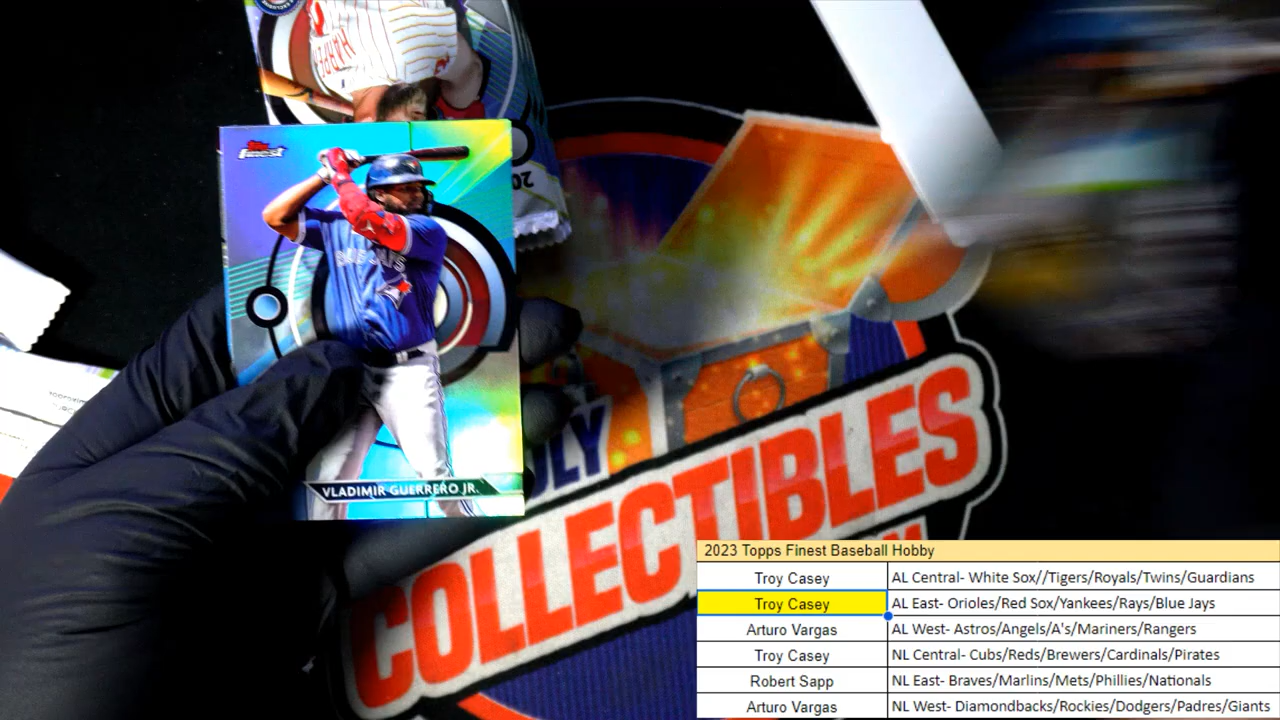 HARPER
Topps
finest
20
BLUE JAYS
VLADIMIR GUERRERO JR.
COLLECTIBLES
2023 Topps Finest Baseball Hobby
Troy Casey AL Central- White Sox//Tigers/Royals/Twins/Guardians
Troy Casey AL East- Orioles/Red Sox/Yankees/Rays/Blue Jays
Arturo Vargas AL West- Astros/Angels/A's/Mariners/Rangers
Troy Casey NL Central- Cubs/Reds/Brewers/Cardinals/Pirates
Robert Sapp NL East- Braves/Marlins/Mets/Phillies/Nationals
Arturo Vargas NL West- Diamondbacks/Rockies/Dodgers/Padres/Giants